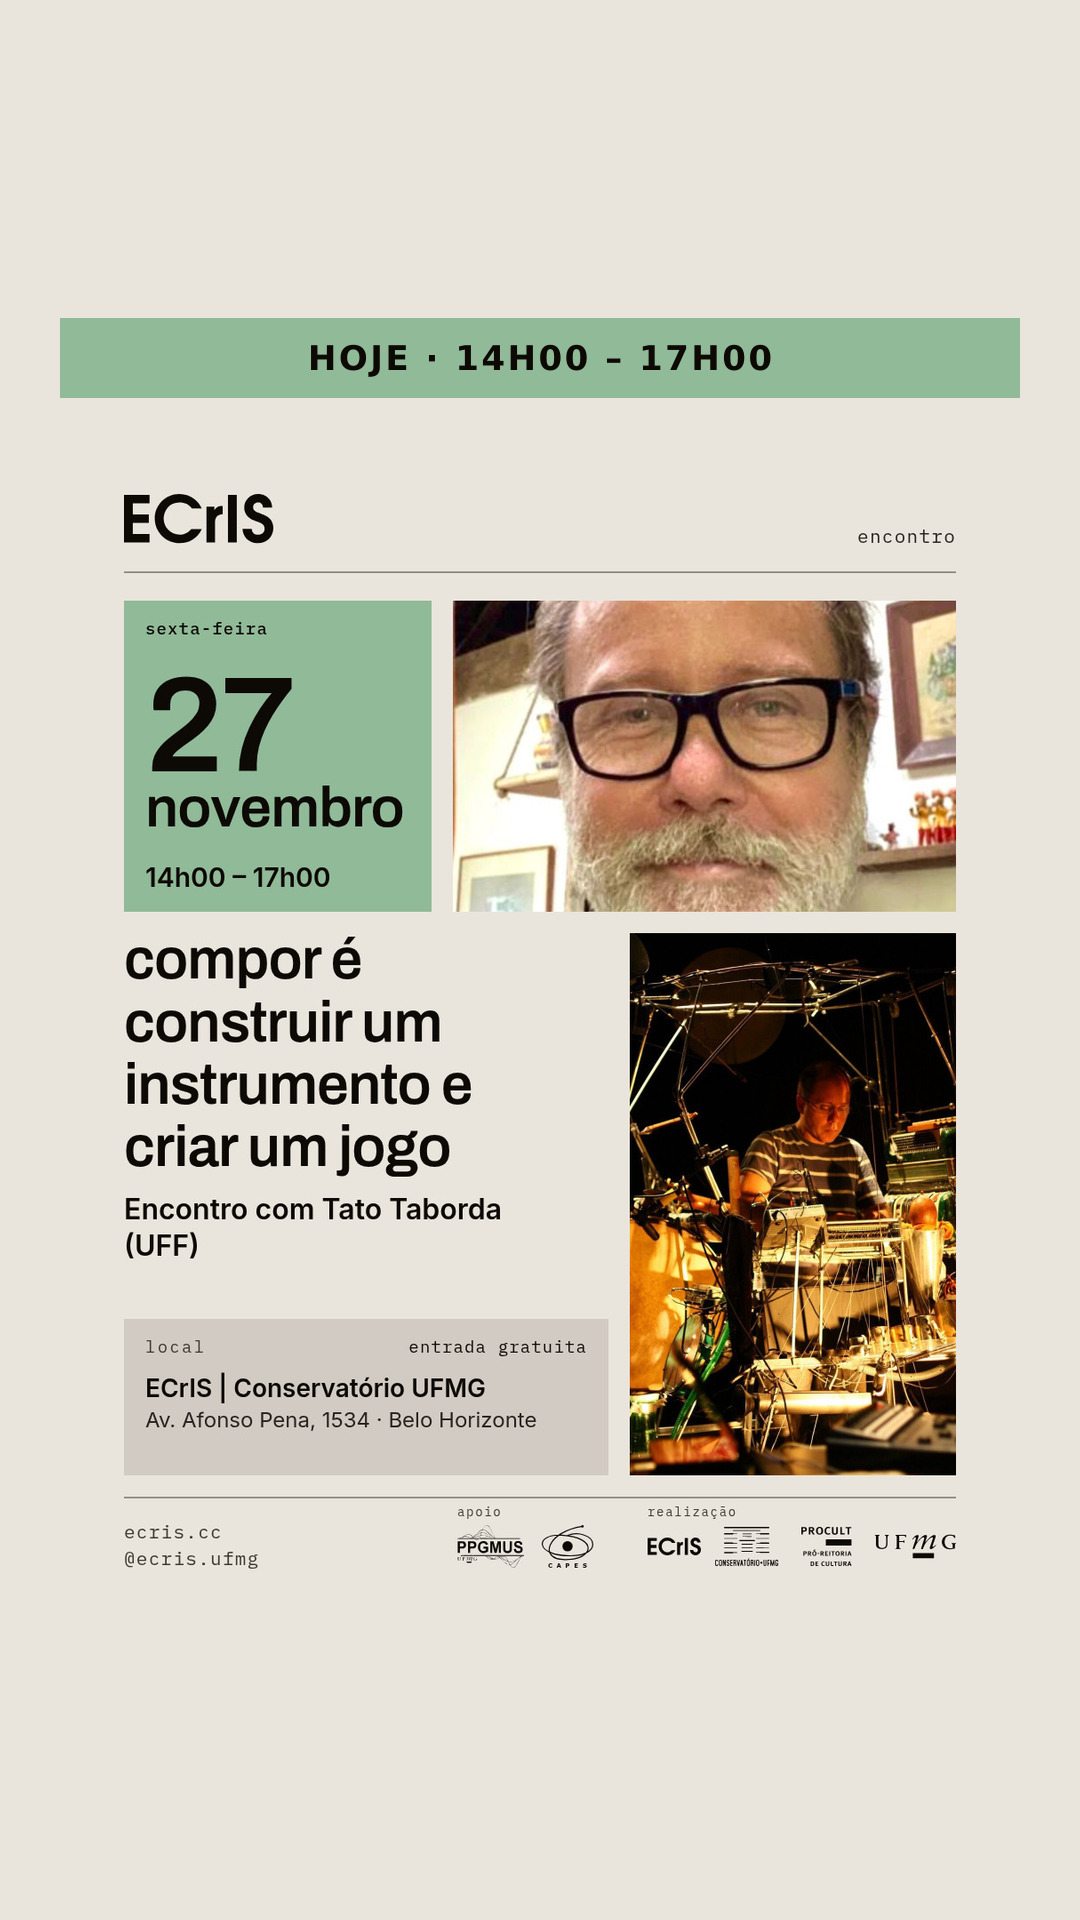 HOJE · 14H00 – 17H00
ECrIS
encontro
sexta-feira
27
novembro
14h00 – 17h00
compor é
construir um
instrumento e
criar um jogo
Encontro com Tato Taborda
(UFF)
local
entrada gratuita
ECrIS | Conservatório UFMG
Av. Afonso Pena, 1534 · Belo Horizonte
ecris.cc
@ecris.ufmg
apoio
PPGMUS
UFMG
CAPES
realização
ECrIS
CONSERVATÓRIO•UFMG
PROCULT
PRÓ-REITORIA
DE CULTURA
UFmG